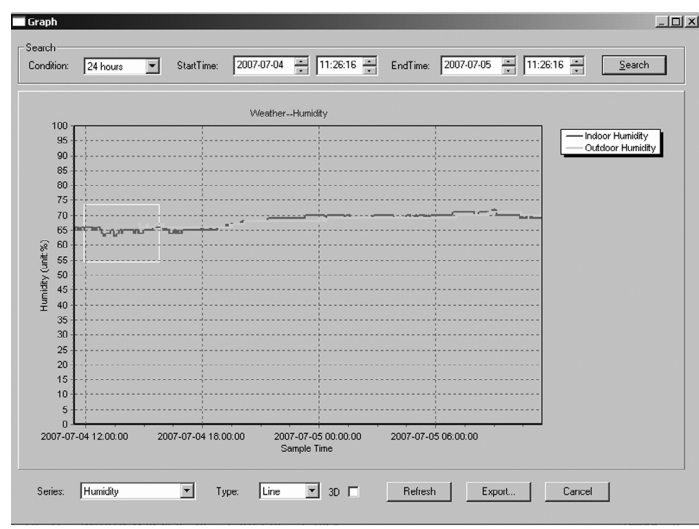 Graph
Search
Condition: 24 hours StartTime: 2007-07-04 11:26:16 EndTime: 2007-07-05 11:26:16 Search
Weather--Humidity
Indoor Humidity
Outdoor Humidity
Humidity (unit:%)
100
95
90
85
80
75
70
65
60
55
50
45
40
35
30
25
20
15
10
5
0
2007-07-04 12:00:00 2007-07-04 18:00:00 2007-07-05 00:00:00 2007-07-05 06:00:00
Sample Time
Series: Humidity Type: Line 3D Refresh Export... Cancel